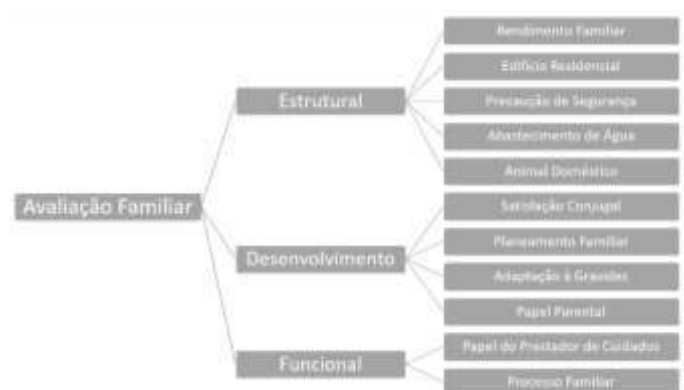 Rendimento Familiar
Edifício Residencial
Estrutural
Precaução de Segurança
Abastecimento de Água
Animal Doméstico
Avaliação Familiar
Satisfação Conjugal
Planeamento Familiar
Desenvolvimento
Adaptação à Gravidez
Papel Parental
Papel do Prestador de Cuidados
Funcional
Processo Familiar